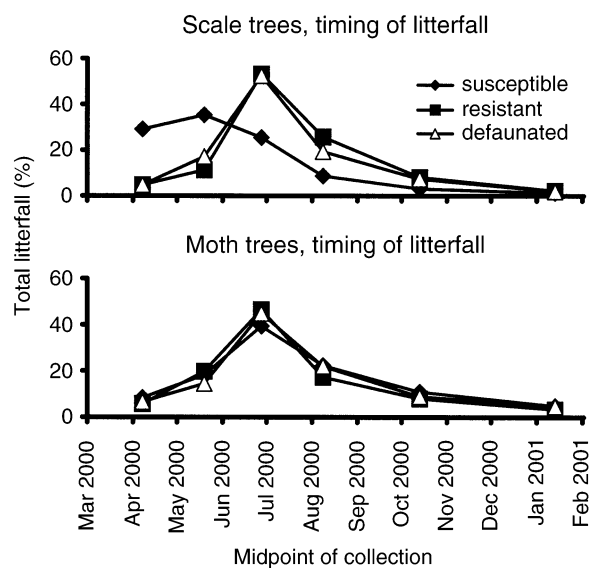 Scale trees, timing of litterfall
60
40
20
0
susceptible
resistant
defaunated
Total litterfall (%)
Moth trees, timing of litterfall
60
40
20
0
Mar 2000
Apr 2000
May 2000
Jun 2000
Jul 2000
Aug 2000
Sep 2000
Oct 2000
Nov 2000
Dec 2000
Jan 2001
Feb 2001
Midpoint of collection